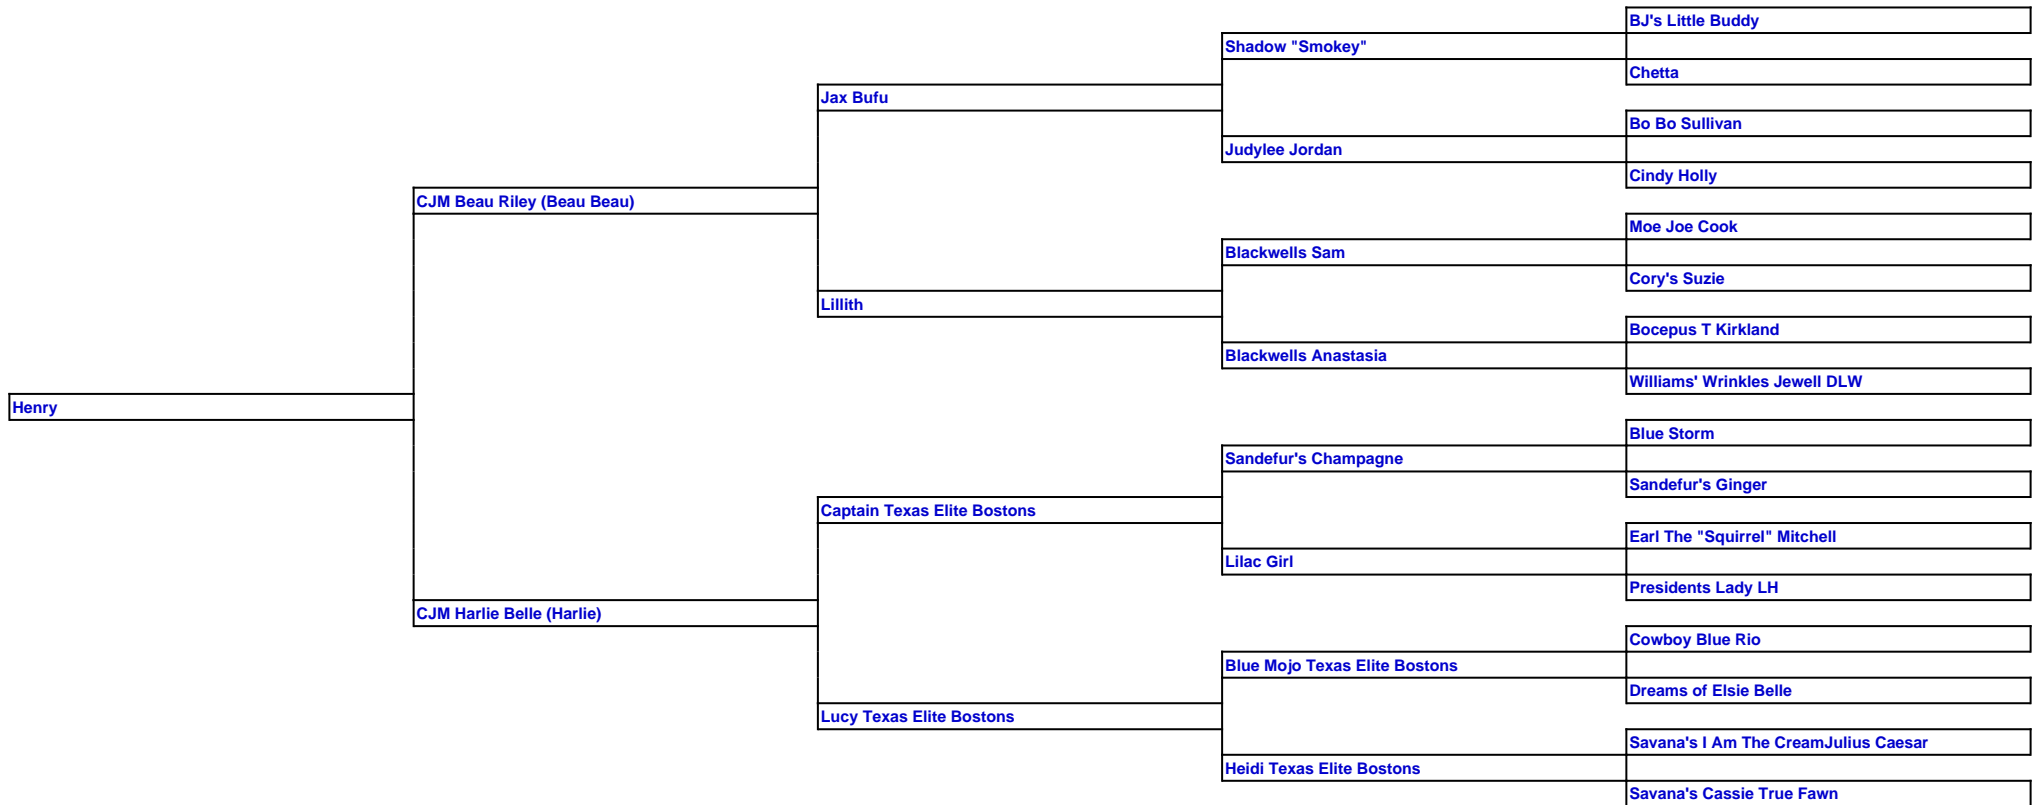 BJ's Little Buddy
Shadow "Smokey"
Chetta
Jax Bufu
Bo Bo Sullivan
Judylee Jordan
Cindy Holly
CJM Beau Riley (Beau Beau)
Moe Joe Cook
Blackwells Sam
Cory's Suzie
Lillith
Bocepus T Kirkland
Blackwells Anastasia
Williams' Wrinkles Jewell DLW
Henry
Blue Storm
Sandefur's Champagne
Sandefur's Ginger
Captain Texas Elite Bostons
Earl The "Squirrel" Mitchell
Lilac Girl
Presidents Lady LH
CJM Harlie Belle (Harlie)
Cowboy Blue Rio
Blue Mojo Texas Elite Bostons
Dreams of Elsie Belle
Lucy Texas Elite Bostons
Savana's I Am The CreamJulius Caesar
Heidi Texas Elite Bostons
Savana's Cassie True Fawn